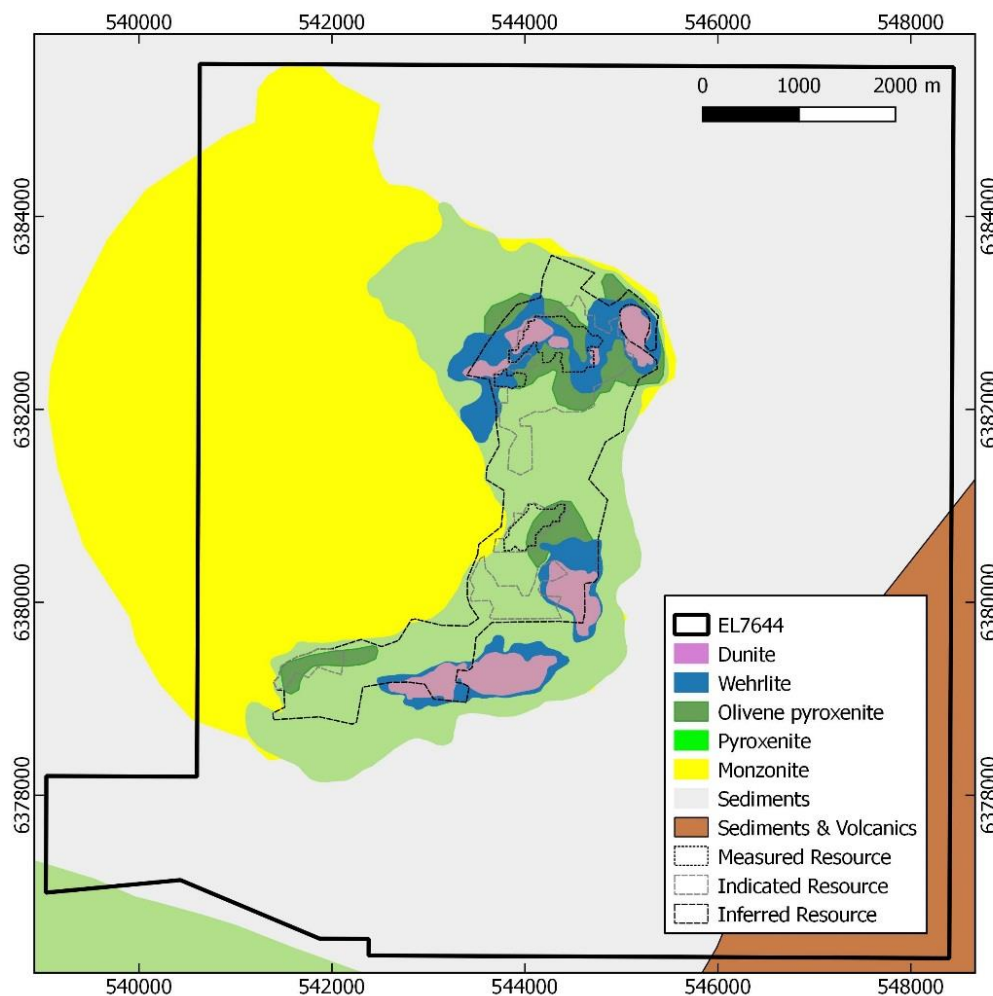 540000 542000 544000 546000 548000
0 1000 2000 m
6384000 6384000
6382000 6382000
6380000 6380000
6378000 6378000
EL7644
Dunite
Wehrlite
Olivene pyroxenite
Pyroxenite
Monzonite
Sediments
Sediments & Volcanics
Measured Resource
Indicated Resource
Inferred Resource
540000 542000 544000 546000 548000